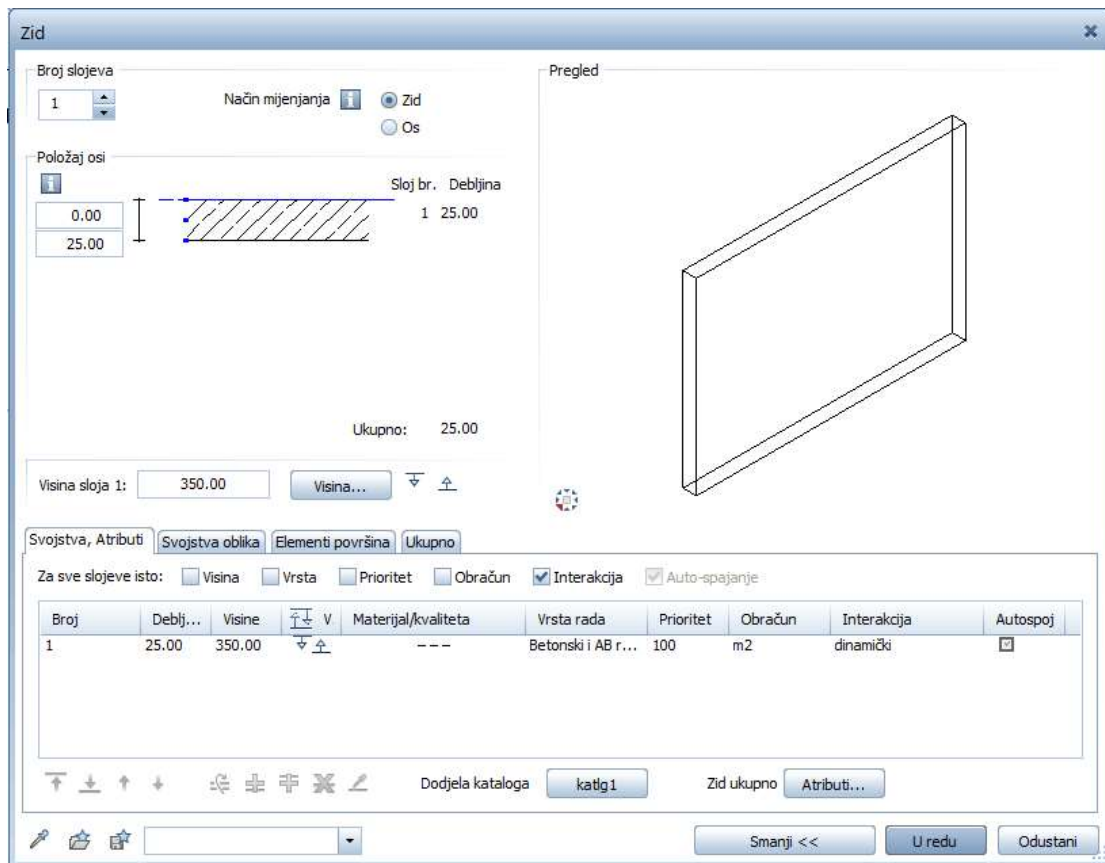 Zid
Broj slojeva
1
Način mijenjanja
Zid
Os
Pregled
Položaj osi
Sloj br. Debljina
0.00
25.00
1 25.00
Ukupno: 25.00
Visina sloja 1: 350.00 Visina...
Svojstva, Atributi Svojstva oblika Elementi površina Ukupno
Za sve slojeve isto: Visina Vrsta Prioritet Obračun Interakcija Auto-spajanje
Broj Deblj... Visine V Materijal/kvaliteta Vrsta rada Prioritet Obračun Interakcija Autospoj
1 25.00 350.00 --- Betonski i AB r... 100 m2 dinamički
Dodjela kataloga katlg1 Zid ukupno Atributi...
Smanji << U redu Odustani